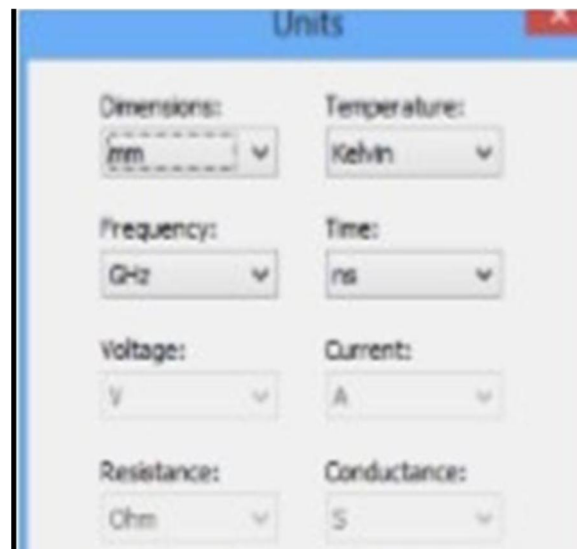 Units
Dimensions: Temperature:
mm Kelvin
Frequency: Time:
GHz ns
Voltage: Current:
V A
Resistance: Conductance:
Ohm S